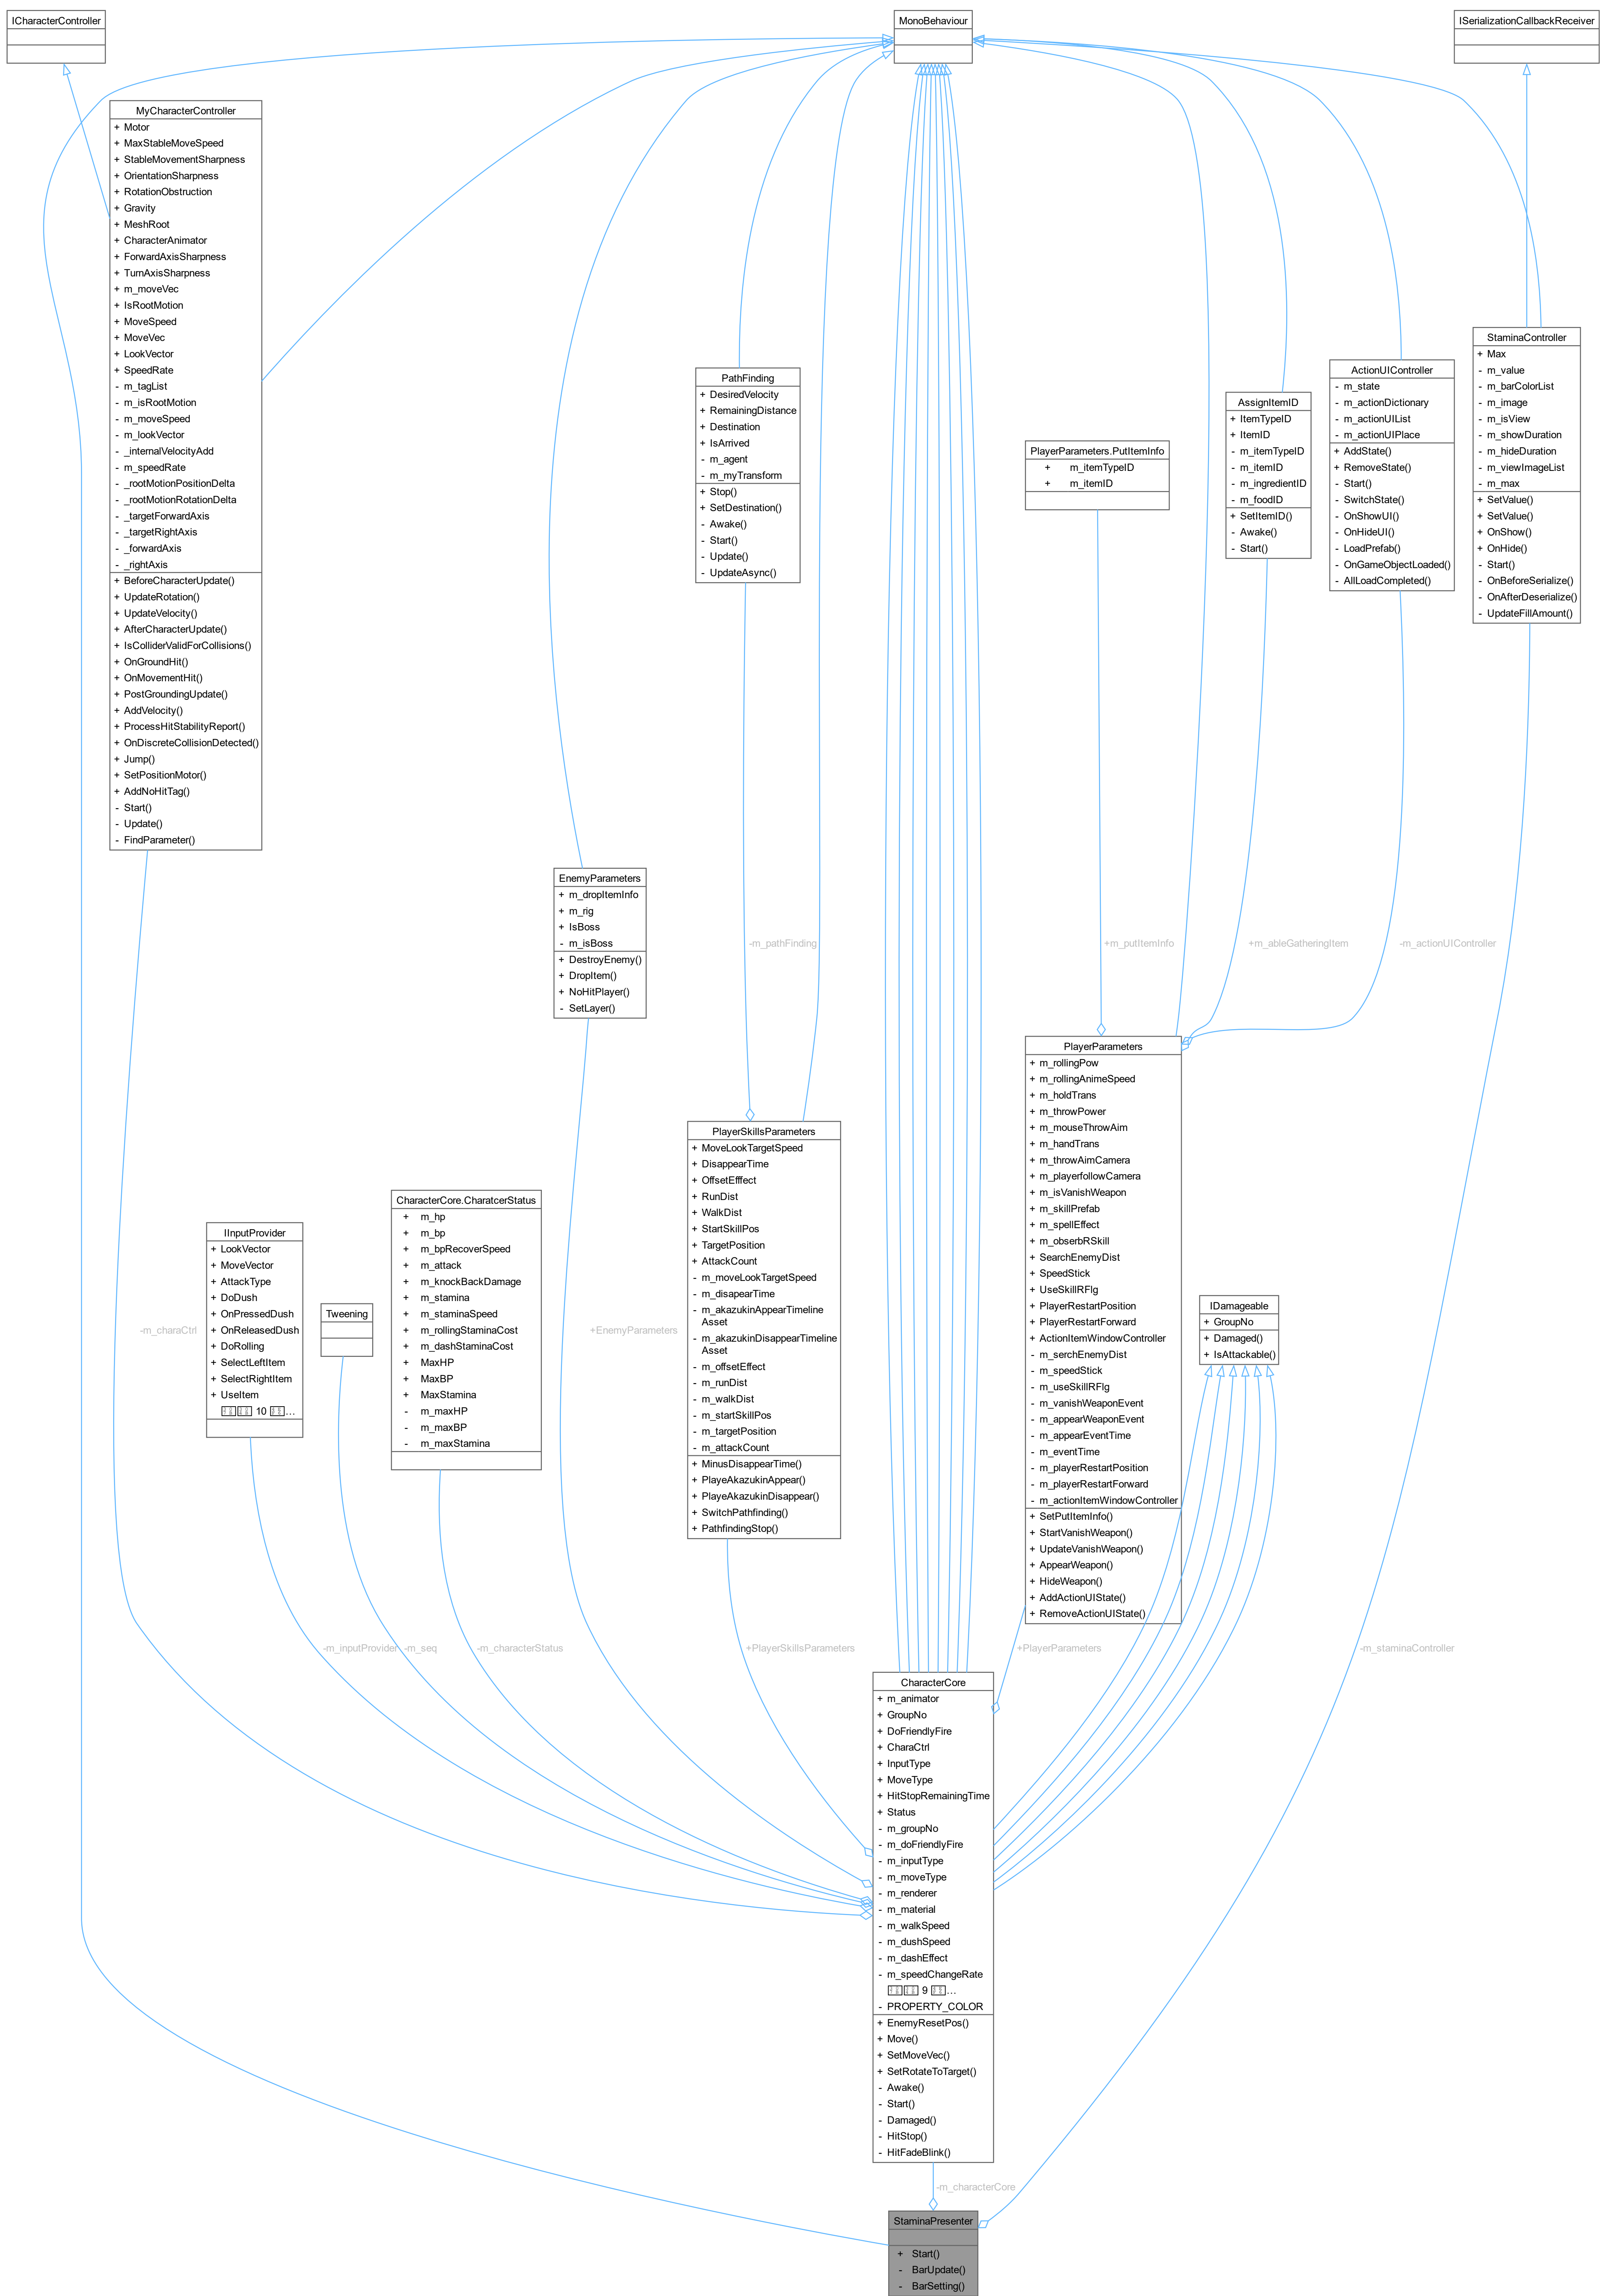 ICharacterController
MonoBehaviour
ISerializationCallbackReceiver
MyCharacterController
+ Motor
+ MaxStableMoveSpeed
+ StableMovementSharpness
+ OrientationSharpness
+ RotationObstruction
+ Gravity
+ MeshRoot
+ CharacterAnimator
+ ForwardAxisSharpness
+ TurnAxisSharpness
+ m_moveVec
+ IsRootMotion
+ MoveSpeed
+ MoveVec
+ LookVector
+ SpeedRate
- m_tagList
- m_isRootMotion
- m_moveSpeed
- m_lookVector
- _internalVelocityAdd
- m_speedRate
- _rootMotionPositionDelta
- _rootMotionRotationDelta
- _targetForwardAxis
- _targetRightAxis
- _forwardAxis
- _rightAxis
+ BeforeCharacterUpdate()
+ UpdateRotation()
+ UpdateVelocity()
+ AfterCharacterUpdate()
+ IsColliderValidForCollisions()
+ OnGroundHit()
+ OnMovementHit()
+ PostGroundingUpdate()
+ AddVelocity()
+ ProcessHitStabilityReport()
+ OnDiscreteCollisionDetected()
+ Jump()
+ SetPositionMotor()
+ AddNoHitTag()
- Start()
- Update()
- FindParameter()
StaminaController
+ Max
- m_value
- m_barColorList
- m_image
- m_isView
- m_showDuration
- m_hideDuration
- m_viewImageList
- m_max
+ SetValue()
+ SetValue()
+ OnShow()
+ OnHide()
- Start()
- OnBeforeSerialize()
- OnAfterDeserialize()
- UpdateFillAmount()
ActionUIController
- m_state
- m_actionDictionary
- m_actionUIList
- m_actionUIPlace
+ AddState()
+ RemoveState()
- Start()
- SwitchState()
- OnShowUI()
- OnHideUI()
- LoadPrefab()
- OnGameObjectLoaded()
- AllLoadCompleted()
PathFinding
+ DesiredVelocity
+ RemainingDistance
+ Destination
+ IsArrived
- m_agent
- m_myTransform
+ Stop()
+ SetDestination()
- Awake()
- Start()
- Update()
- UpdateAsync()
AssignItemID
+ ItemTypeID
+ ItemID
- m_itemTypeID
- m_itemID
- m_ingredientID
- m_foodID
+ SetItemID()
- Awake()
- Start()
PlayerParameters.PutItemInfo
+ m_itemTypeID
+ m_itemID
EnemyParameters
+ m_dropItemInfo
+ m_rig
+ IsBoss
- m_isBoss
+ DestroyEnemy()
+ DropItem()
+ NoHitPlayer()
- SetLayer()
-m_pathFinding
+m_putItemInfo
+m_ableGatheringItem
-m_actionUIController
PlayerParameters
+ m_rollingPow
+ m_rollingAnimeSpeed
+ m_holdTrans
+ m_throwPower
+ m_mouseThrowAim
+ m_handTrans
+ m_throwAimCamera
+ m_playerfollowCamera
+ m_isVanishWeapon
+ m_skillPrefab
+ m_spellEffect
+ m_obserbRSkill
+ SearchEnemyDist
+ SpeedStick
+ UseSkillRFlg
+ PlayerRestartPosition
+ PlayerRestartForward
+ ActionItemWindowController
- m_serchEnemyDist
- m_speedStick
- m_useSkillRFlg
- m_vanishWeaponEvent
- m_appearWeaponEvent
- m_appearEventTime
- m_eventTime
- m_playerRestartPosition
- m_playerRestartForward
- m_actionItemWindowController
+ SetPutItemInfo()
+ StartVanishWeapon()
+ UpdateVanishWeapon()
+ AppearWeapon()
+ HideWeapon()
+ AddActionUIState()
+ RemoveActionUIState()
PlayerSkillsParameters
+ MoveLookTargetSpeed
+ DisappearTime
+ OffsetEfffect
+ RunDist
+ WalkDist
+ StartSkillPos
+ TargetPosition
+ AttackCount
- m_moveLookTargetSpeed
- m_disapearTime
- m_akazukinAppearTimeline
Asset
- m_akazukinDisappearTimeline
Asset
- m_offsetEffect
- m_runDist
- m_walkDist
- m_startSkillPos
- m_targetPosition
- m_attackCount
+ MinusDisappearTime()
+ PlayeAkazukinAppear()
+ PlayeAkazukinDisappear()
+ SwitchPathfinding()
+ PathfindingStop()
CharacterCore.CharatcerStatus
+ m_hp
+ m_bp
+ m_bpRecoverSpeed
+ m_attack
+ m_knockBackDamage
+ m_stamina
+ m_staminaSpeed
+ m_rollingStaminaCost
+ m_dashStaminaCost
+ MaxHP
+ MaxBP
+ MaxStamina
- m_maxHP
- m_maxBP
- m_maxStamina
IInputProvider
+ LookVector
+ MoveVector
+ AttackType
+ DoDush
+ OnPressedDush
+ OnReleasedDush
+ DoRolling
+ SelectLeftItem
+ SelectRightItem
+ UseItem
10 ...
Tweening
IDamageable
+ GroupNo
+ Damaged()
+ IsAttackable()
-m_charaCtrl
+EnemyParameters
-m_inputProvider
-m_seq
-m_characterStatus
+PlayerSkillsParameters
+PlayerParameters
-m_staminaController
CharacterCore
+ m_animator
+ GroupNo
+ DoFriendlyFire
+ CharaCtrl
+ InputType
+ MoveType
+ HitStopRemainingTime
+ Status
- m_groupNo
- m_doFriendlyFire
- m_inputType
- m_moveType
- m_renderer
- m_material
- m_walkSpeed
- m_dushSpeed
- m_dashEffect
- m_speedChangeRate
9 ...
- PROPERTY_COLOR
+ EnemyResetPos()
+ Move()
+ SetMoveVec()
+ SetRotateToTarget()
- Awake()
- Start()
- Damaged()
- HitStop()
- HitFadeBlink()
-m_characterCore
StaminaPresenter
+ Start()
- BarUpdate()
- BarSetting()